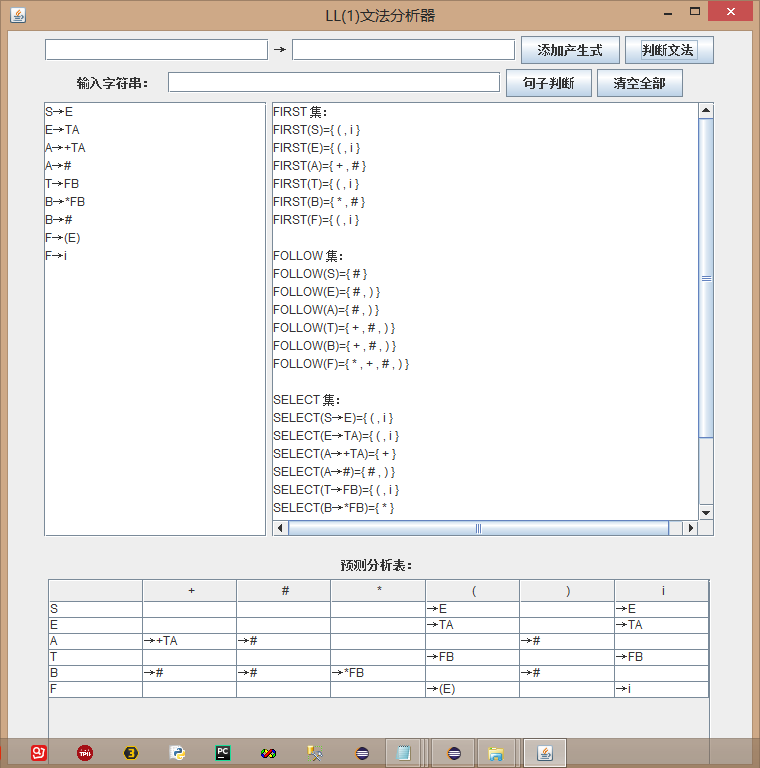 LL(1)文法分析器
→ 添加产生式 判断文法
输入字符串： 句子判断 清空全部
S→E
E→TA
A→+TA
A→#
T→FB
B→*FB
B→#
F→(E)
F→i
FIRST 集：
FIRST(S)={ ( , i }
FIRST(E)={ ( , i }
FIRST(A)={ + , # }
FIRST(T)={ ( , i }
FIRST(B)={ * , # }
FIRST(F)={ ( , i }
FOLLOW 集：
FOLLOW(S)={ # }
FOLLOW(E)={ # , ) }
FOLLOW(A)={ # , ) }
FOLLOW(T)={ + , # , ) }
FOLLOW(B)={ + , # , ) }
FOLLOW(F)={ * , + , # , ) }
SELECT 集：
SELECT(S→E)={ ( , i }
SELECT(E→TA)={ ( , i }
SELECT(A→+TA)={ + }
SELECT(A→#)={ # , ) }
SELECT(T→FB)={ ( , i }
SELECT(B→*FB)={ * }
预测分析表：
+ # * ( ) i
S →E →E
E →TA →TA
A →+TA →# →#
T →FB →FB
B →# →# →*FB →#
F →(E) →i
PC